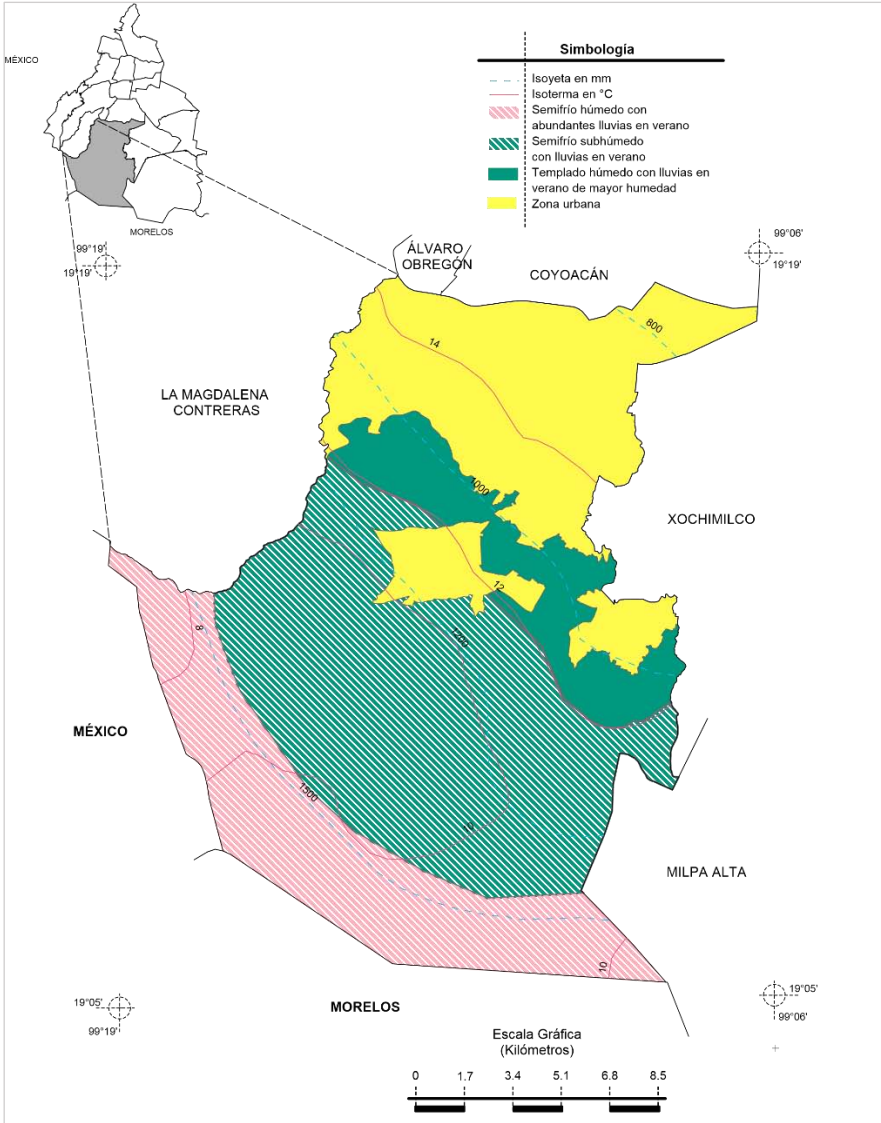 MÉXICO
MORELOS
Simbología
Isoyeta en mm
Isoterma en °C
Semifrío húmedo con
abundantes lluvias en verano
Semifrío subhúmedo
con lluvias en verano
Templado húmedo con lluvias en
verano de mayor humedad
Zona urbana
99°19'
19°19'
99°06'
19°19'
ÁLVARO
OBREGÓN
COYOACÁN
800
14
LA MAGDALENA
CONTRERAS
1000
XOCHIMILCO
12
8
1200
MÉXICO
1500
10
MILPA ALTA
10
19°05'
99°19'
MORELOS
19°05'
99°06'
Escala Gráfica
(Kilómetros)
0 1.7 3.4 5.1 6.8 8.5